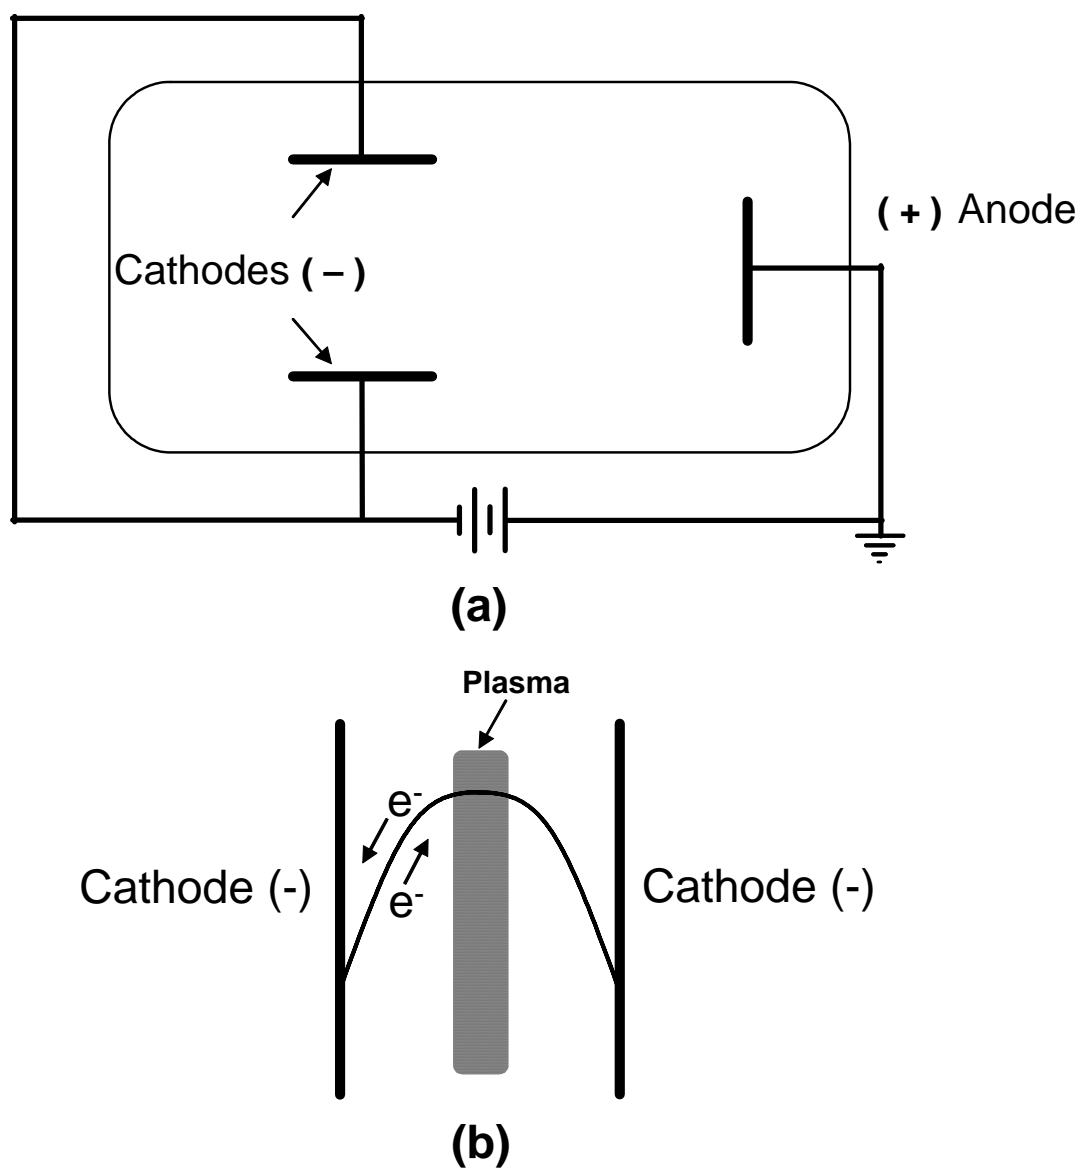 ( + ) Anode
Cathodes ( – )
(a)
Plasma
e-
Cathode (-)
e-
Cathode (-)
(b)